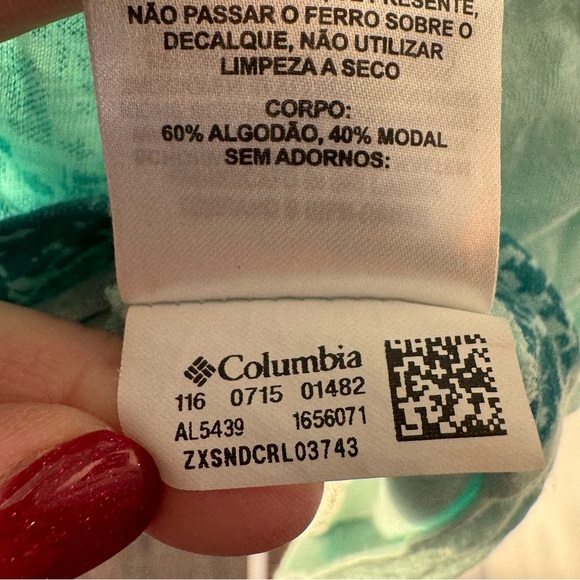 PRESENTE,
NÃO PASSAR O FERRO SOBRE O
DECALQUE, NÃO UTILIZAR
LIMPEZA A SECO
CORPO:
60% ALGODÃO, 40% MODAL
SEM ADORNOS:
Columbia
116 0715 01482
AL5439 1656071
ZXSNDCRL03743